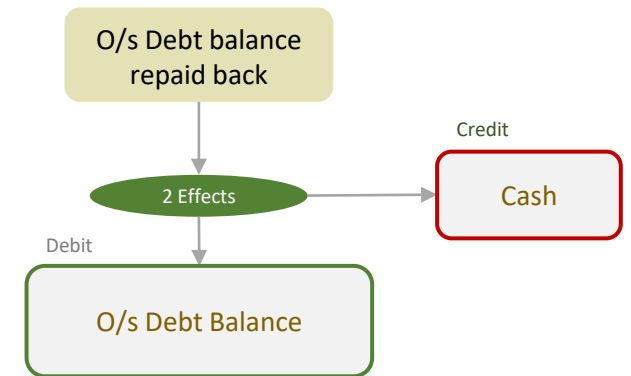 O/s Debt balance
repaid back
Credit
2 Effects
Cash
Debit
O/s Debt Balance